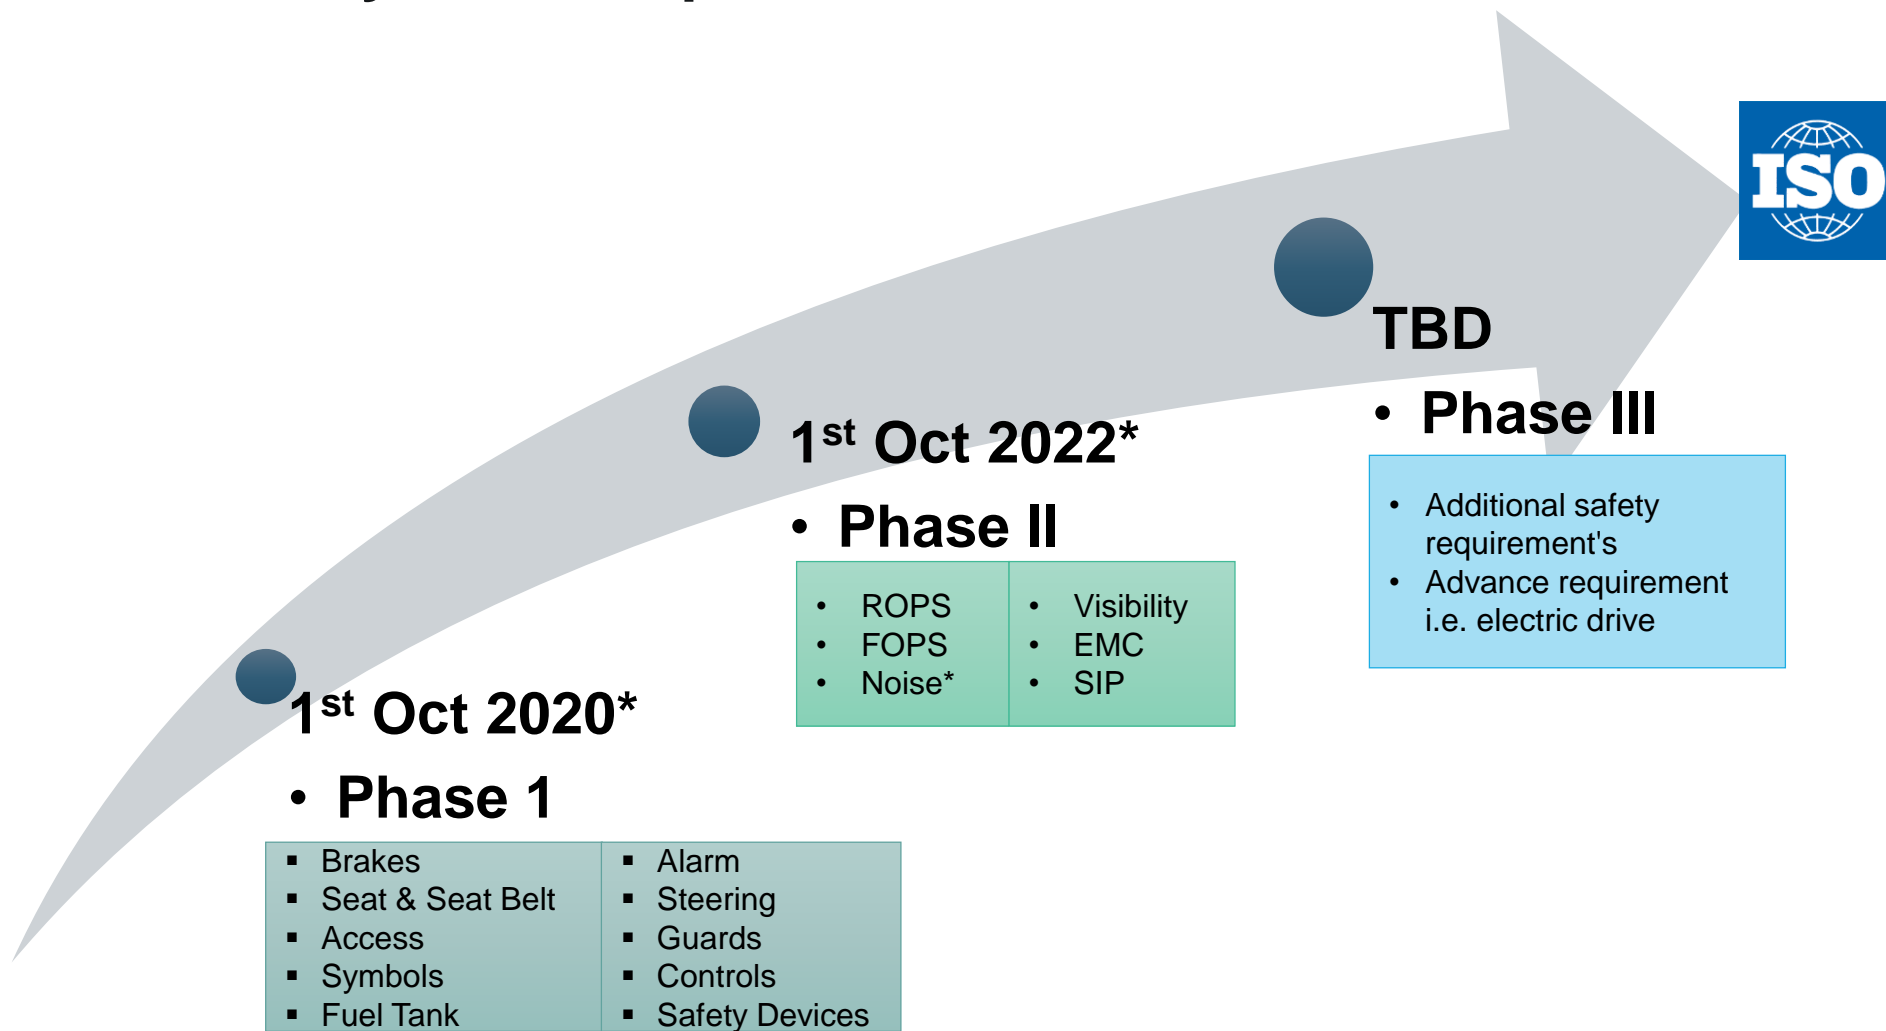 ISO
TBD
• Phase III
• Additional safety
requirement's
• Advance requirement
i.e. electric drive
1st Oct 2022*
• Phase II
• ROPS
• FOPS
• Noise*
• Visibility
• EMC
• SIP
1st Oct 2020*
• Phase 1
▪ Brakes
▪ Seat & Seat Belt
▪ Access
▪ Symbols
▪ Fuel Tank
▪ Alarm
▪ Steering
▪ Guards
▪ Controls
▪ Safety Devices